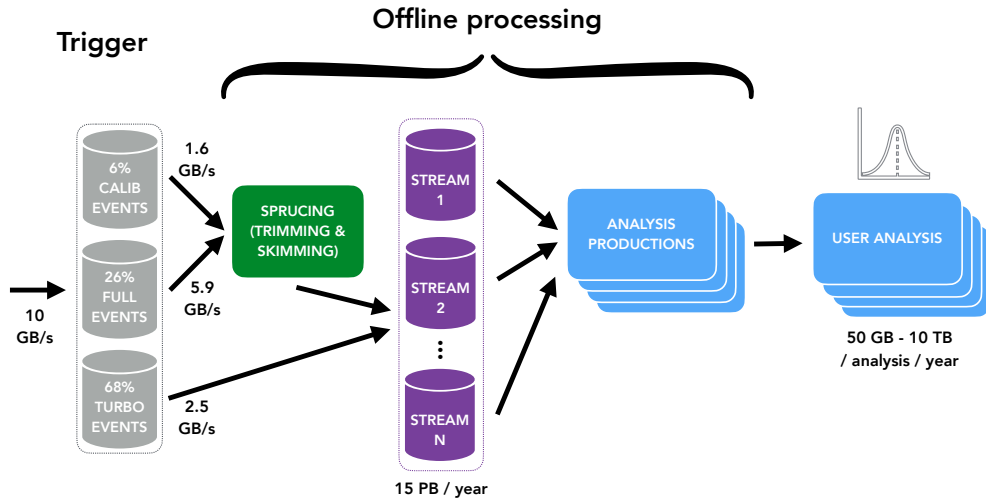 Offline processing
Trigger
6%
CALIB
EVENTS
1.6
GB/s
26%
FULL
EVENTS
5.9
GB/s
10
GB/s
68%
TURBO
EVENTS
2.5
GB/s
SPRUCING
(TRIMMING &
SKIMMING)
STREAM
1
STREAM
2
...
STREAM
N
15 PB / year
ANALYSIS
PRODUCTIONS
USER ANALYSIS
50 GB - 10 TB
/ analysis / year